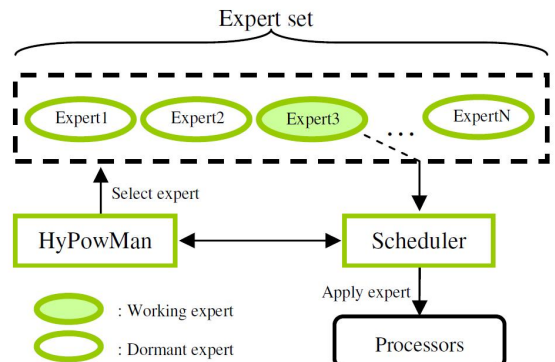 Expert set
Expert1 Expert2 Expert3 ... ExpertN
Select expert
HyPowMan Scheduler
Apply expert
: Working expert
Processors
: Dormant expert